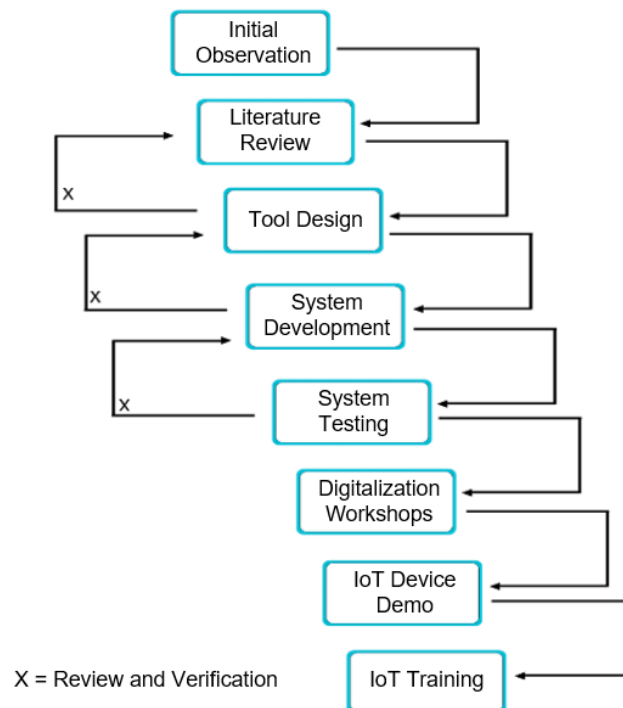 Initial
Observation
Literature
Review
x
Tool Design
x
System
Development
x
System
Testing
Digitalization
Workshops
IoT Device
Demo
X = Review and Verification
IoT Training